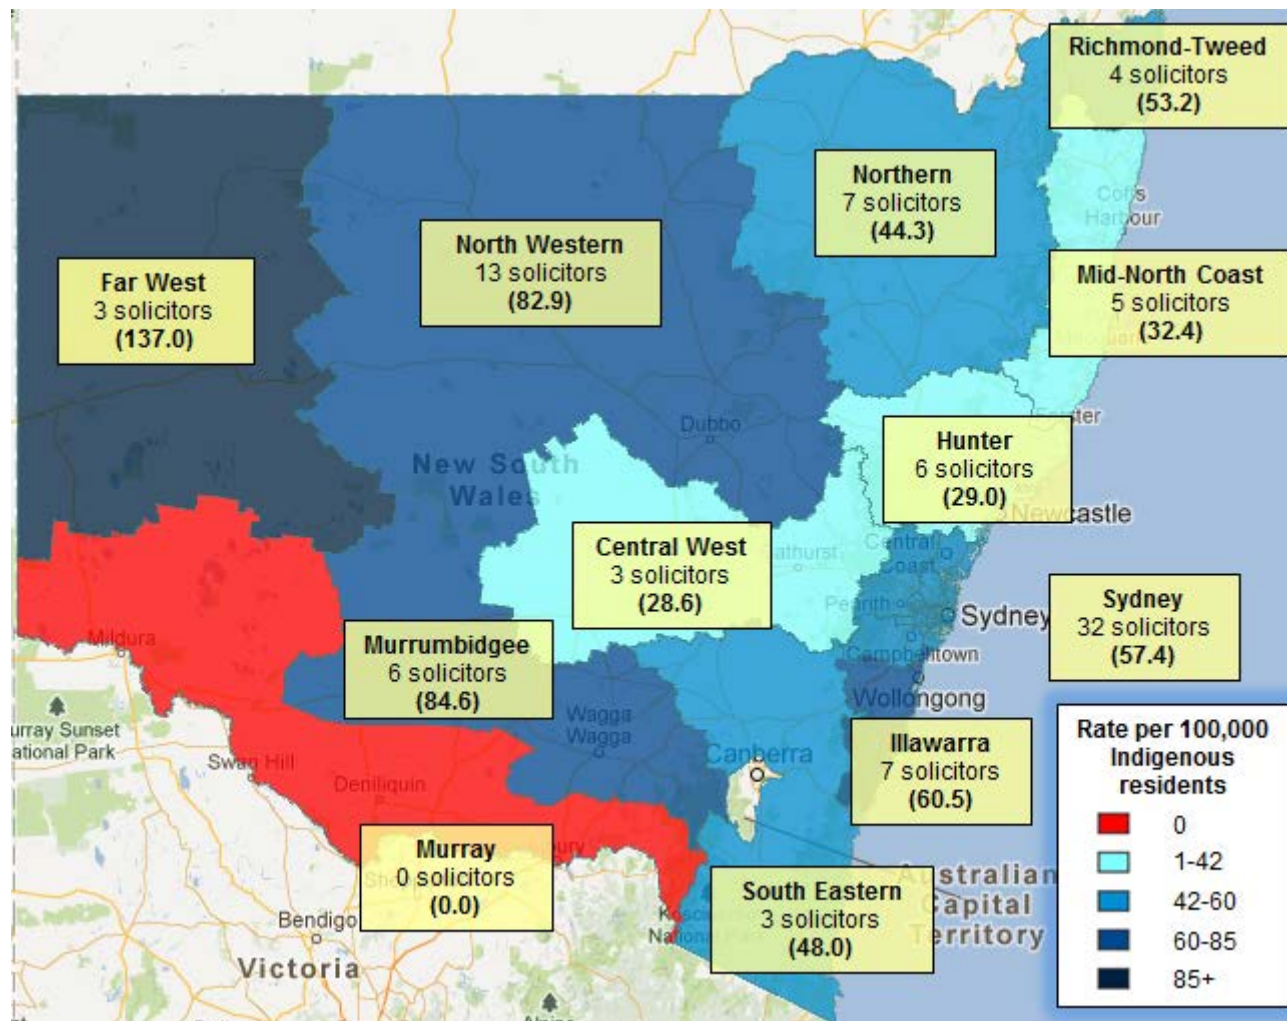 Richmond-Tweed
4 solicitors
(53.2)
Northern
7 solicitors
(44.3)
Coffs
Harbour
North Western
13 solicitors
(82.9)
Far West
3 solicitors
(137.0)
Mid-North Coast
5 solicitors
(32.4)
Dubbo
New South
Wales
Hunter
6 solicitors
(29.0)
Newcastle
Central West
3 solicitors
(28.6)
Central
Coast
Penrith
Sydney
Campbelltown
Wollongong
Sydney
32 solicitors
(57.4)
Mildura
Murrumbidgee
6 solicitors
(84.6)
Wagga
Wagga
Swan Hill
Deniliquin
Canberra
Illawarra
7 solicitors
(60.5)
Rate per 100,000
Indigenous
residents
0
1-42
42-60
60-85
85+
National Park
Murray
0 solicitors
(0.0)
Bendigo
Victoria
South Eastern
3 solicitors
(48.0)
Australian
Capital
Territory